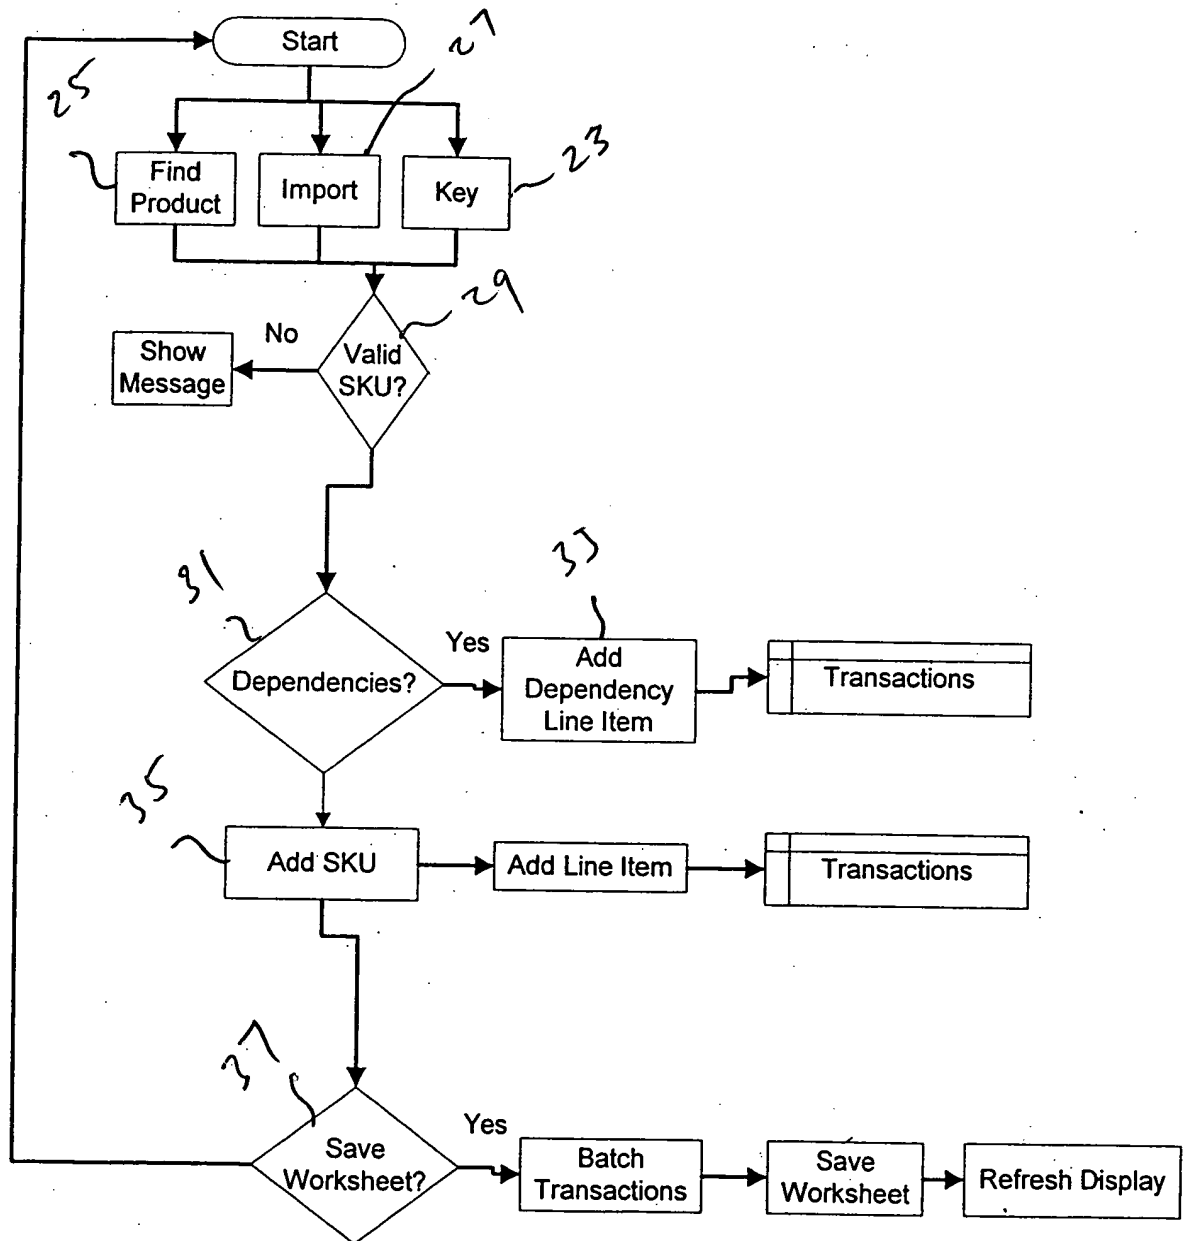 Start
27
25
Find
Product
Import
Key
23
29
No
Show
Message
Valid
SKU?
31
33
Yes
Dependencies?
Add
Dependency
Line Item
Transactions
35
Add SKU
Add Line Item
Transactions
37
Yes
Save
Worksheet?
Batch
Transactions
Save
Worksheet
Refresh Display